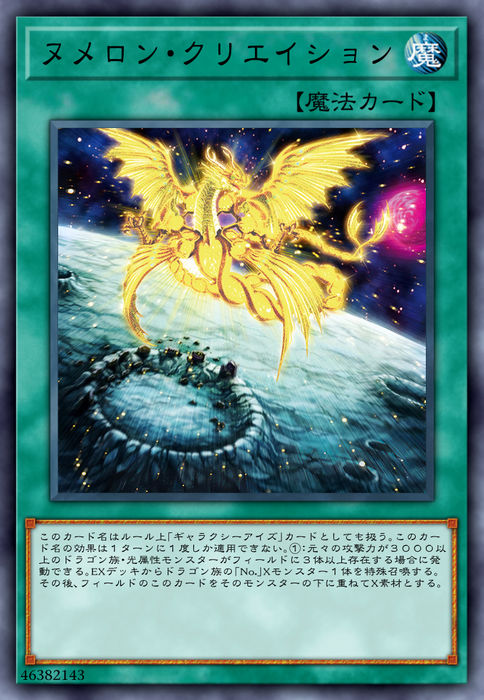 ヌメロン・クリエイション
魔
【魔法カード】
このカード名はルール上「ギャラクシーアイズ」カードとしても扱う。このカー
ド名の効果は1ターンに1度しか適用できない。①:元々の攻撃力が3000以
上のドラゴン族・光属性モンスターがフィールドに3体以上存在する場合に発
動できる。EXデッキからドラゴン族の「No.」Xモンスター1体を特殊召喚する。
その後、フィールドのこのカードをそのモンスターの下に重ねてX素材とする。
46382143